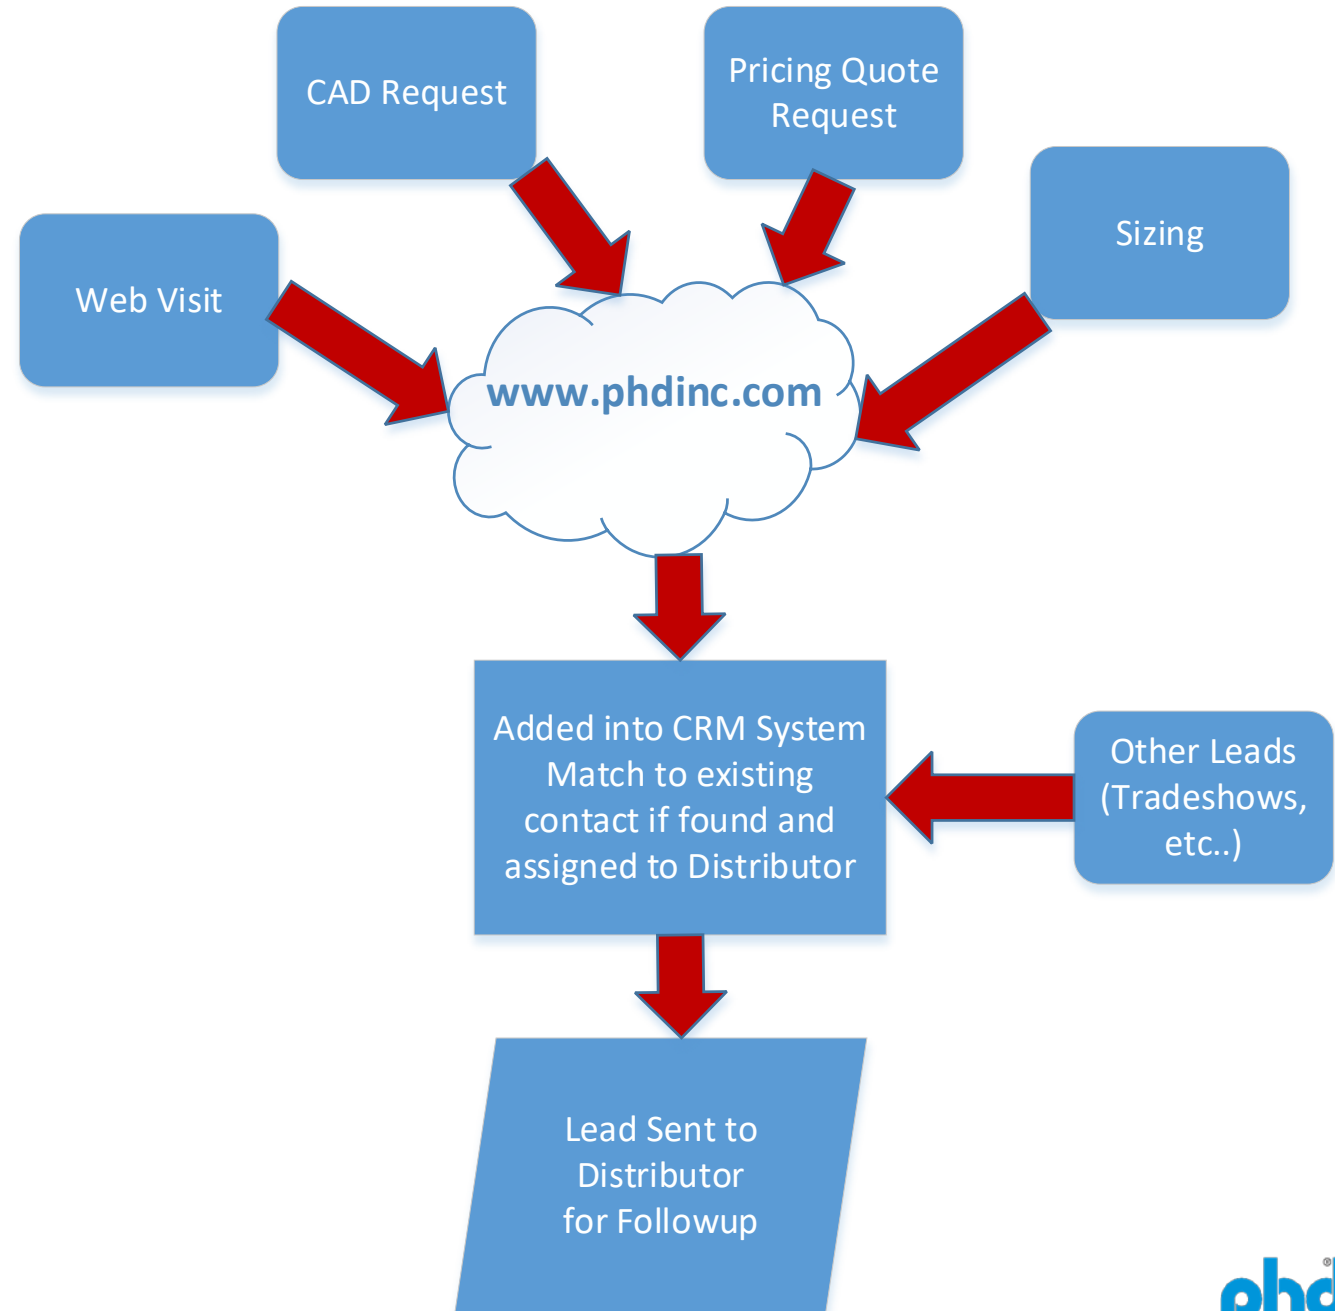 CAD Request
Pricing Quote
Request
Sizing
Web Visit
www.phdinc.com
Added into CRM System
Match to existing
contact if found and
assigned to Distributor
Other Leads
(Tradeshows,
etc..)
Lead Sent to
Distributor
for Followup
phd
®